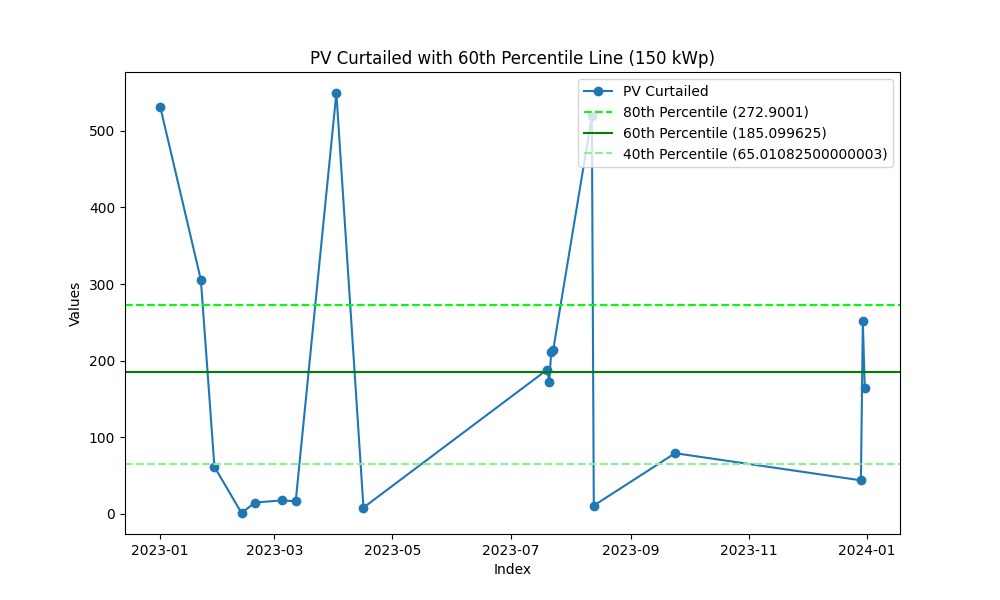 PV Curtailed with 60th Percentile Line (150 kWp)
PV Curtailed
80th Percentile (272.9001)
60th Percentile (185.099625)
40th Percentile (65.01082500000003)
Values
500
400
300
200
100
0
2023-01 2023-03 2023-05 2023-07 2023-09 2023-11 2024-01
Index